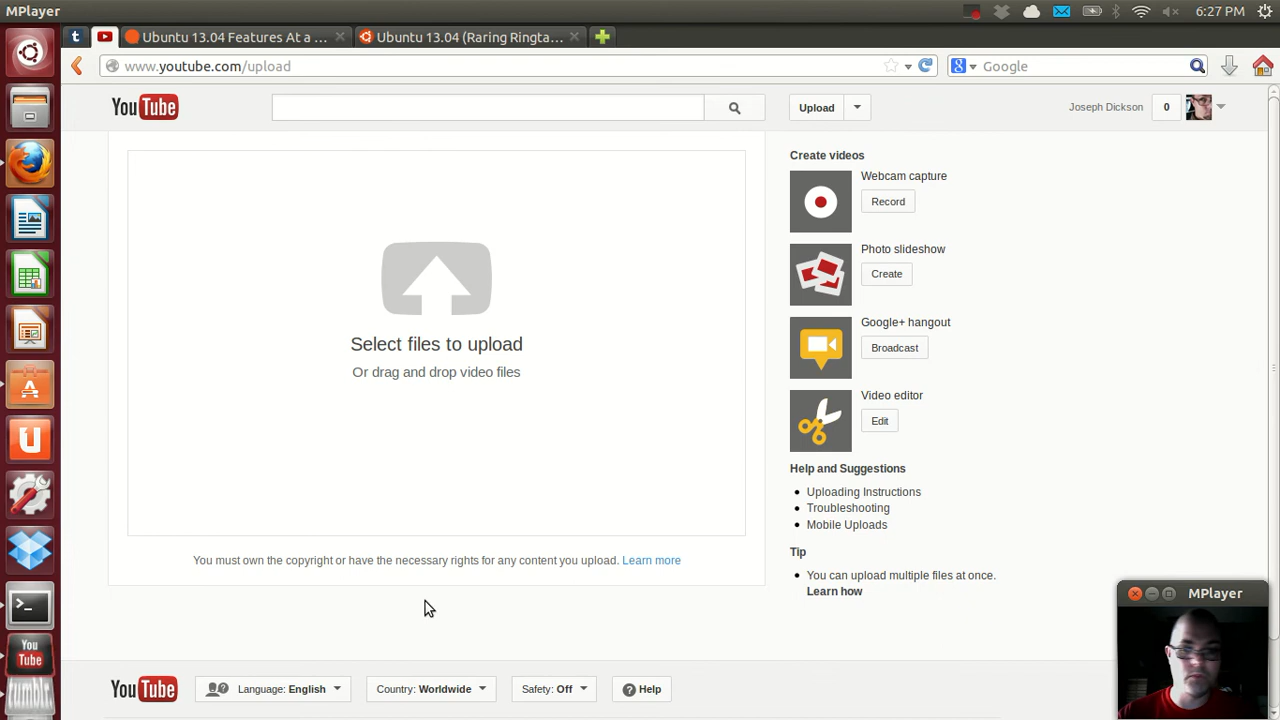 MPlayer
6:27 PM
t
Ubuntu 13.04 Features At a ...
Ubuntu 13.04 (Raring Ringta...
www.youtube.com/upload
8
Google
YouTube
Upload
Joseph Dickson
0
Select files to upload
Or drag and drop video files
You must own the copyright or have the necessary rights for any content you upload. Learn more
Create videos
Webcam capture
Record
Photo slideshow
Create
Google+ hangout
Broadcast
Video editor
Edit
Help and Suggestions
Uploading Instructions
Troubleshooting
Mobile Uploads
Tip
You can upload multiple files at once.
Learn how
MPlayer
YouTube
Language: English
Country: Worldwide
Safety: Off
Help
U
>_
You
Tube
tumblr.